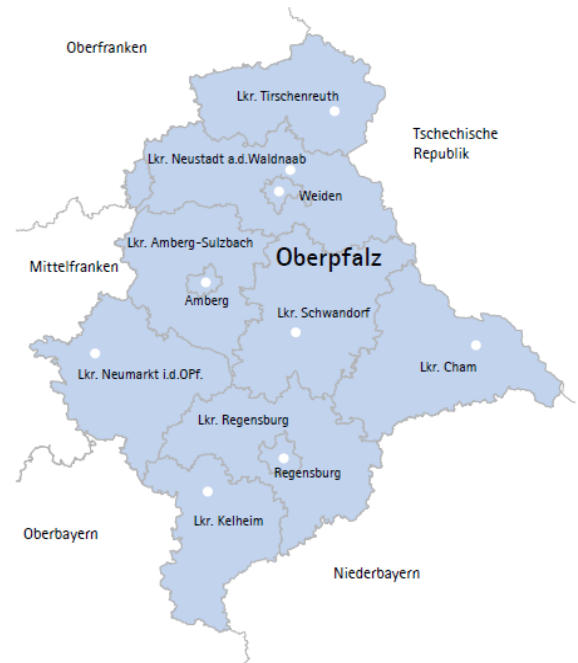 Oberfranken
Lkr. Tirschenreuth
Tschechische
Republik
Lkr. Neustadt a.d.Waldnaab
Weiden
Lkr. Amberg-Sulzbach
Oberpfalz
Mittelfranken
Amberg
Lkr. Schwandorf
Lkr. Cham
Lkr. Neumarkt i.d.OPf.
Lkr. Regensburg
Regensburg
Lkr. Kelheim
Oberbayern
Niederbayern